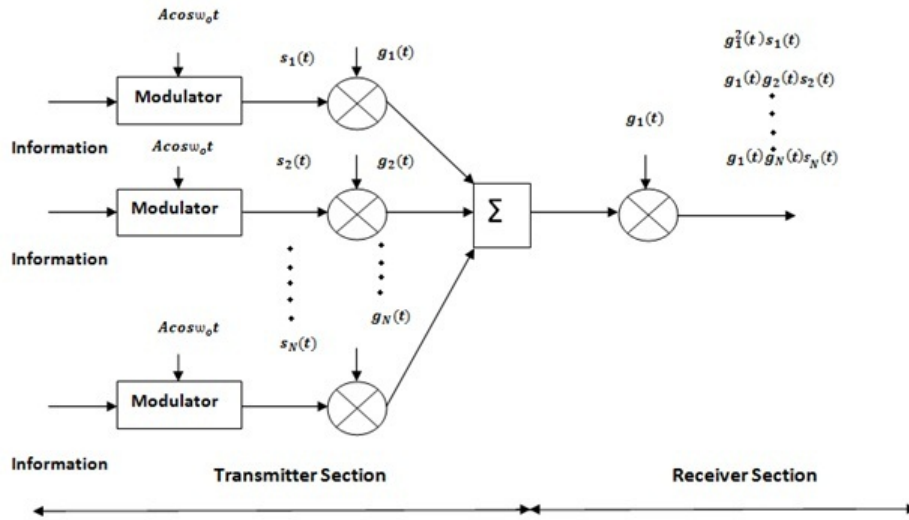 Acosw₀t
s₁(t)
g₁(t)
g₁²(t)s₁(t)
Modulator
g₁(t)g₂(t)s₂(t)
g₁(t)
Information
Acosw₀t
s₂(t)
g₂(t)
g₁(t)g_N(t)s_N(t)
Modulator
Σ
Information
g_N(t)
Acosw₀t
s_N(t)
Modulator
Information
Transmitter Section
Receiver Section